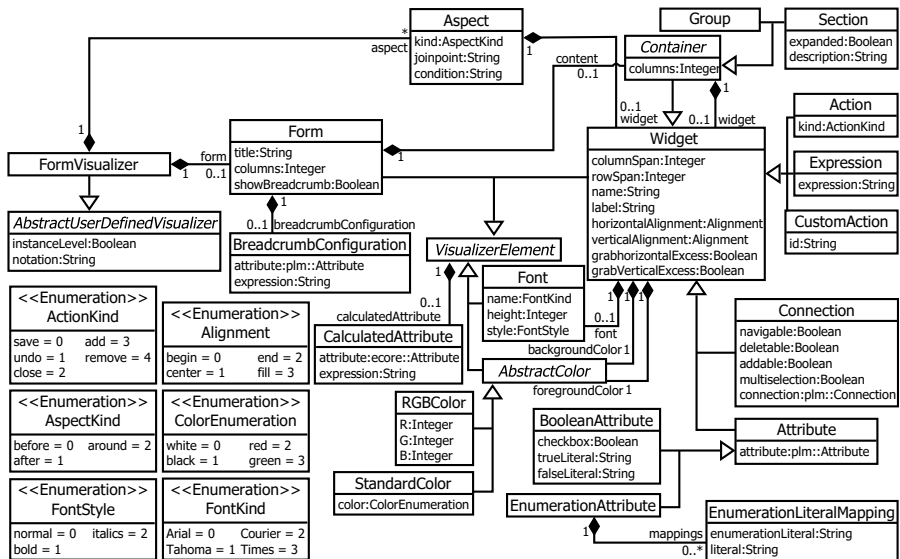 Aspect
kind:AspectKind
joinpoint:String
condition:String
*
aspect
1
Group
Section
expanded:Boolean
description:String
Container
columns:Integer
content
0..1
1
0..1
widget
0..1
widget
Action
kind:ActionKind
Expression
expression:String
CustomAction
id:String
1
FormVisualizer
1
form
0..1
Form
title:String
columns:Integer
showBreadcrumb:Boolean
1
Widget
columnSpan:Integer
rowSpan:Integer
name:String
label:String
horizontalAlignment:Alignment
verticalAlignment:Alignment
grabhorizontalExcess:Boolean
grabVerticalExcess:Boolean
AbstractUserDefinedVisualizer
instanceLevel:Boolean
notation:String
1
0..1
breadcrumbConfiguration
BreadcrumbConfiguration
attribute:plm::Attribute
expression:String
VisualizerElement
1
0..1
calculatedAttribute
CalculatedAttribute
attribute:ecore::Attribute
expression:String
Font
name:FontKind
height:Integer
style:FontStyle
1
1
1
0..1
font
backgroundColor
1
AbstractColor
foregroundColor
1
Connection
navigable:Boolean
deletable:Boolean
addable:Boolean
multiselection:Boolean
connection:plm::Connection
<<Enumeration>>
ActionKind
save = 0 add = 3
undo = 1 remove = 4
close = 2
<<Enumeration>>
Alignment
begin = 0 end = 2
center = 1 fill = 3
<<Enumeration>>
AspectKind
before = 0 around = 2
after = 1
<<Enumeration>>
ColorEnumeration
white = 0 red = 2
black = 1 green = 3
RGBColor
R:Integer
G:Integer
B:Integer
StandardColor
color:ColorEnumeration
BooleanAttribute
checkbox:Boolean
trueLiteral:String
falseLiteral:String
Attribute
attribute:plm::Attribute
<<Enumeration>>
FontStyle
normal = 0 italics = 2
bold = 1
<<Enumeration>>
FontKind
Arial = 0 Courier = 2
Tahoma = 1 Times = 3
EnumerationAttribute
1
mappings
0..*
EnumerationLiteralMapping
enumerationLiteral:String
literal:String